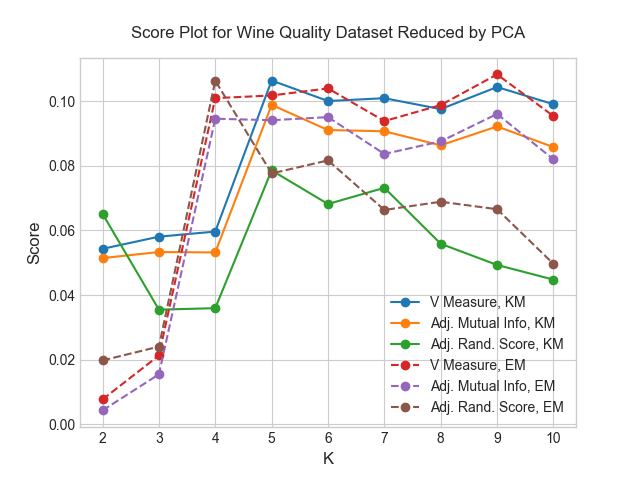 Score Plot for Wine Quality Dataset Reduced by PCA
0.10
0.08
0.06
0.04
0.02
0.00
Score
V Measure, KM
Adj. Mutual Info, KM
Adj. Rand. Score, KM
V Measure, EM
Adj. Mutual Info, EM
Adj. Rand. Score, EM
2 3 4 5 6 7 8 9 10
K